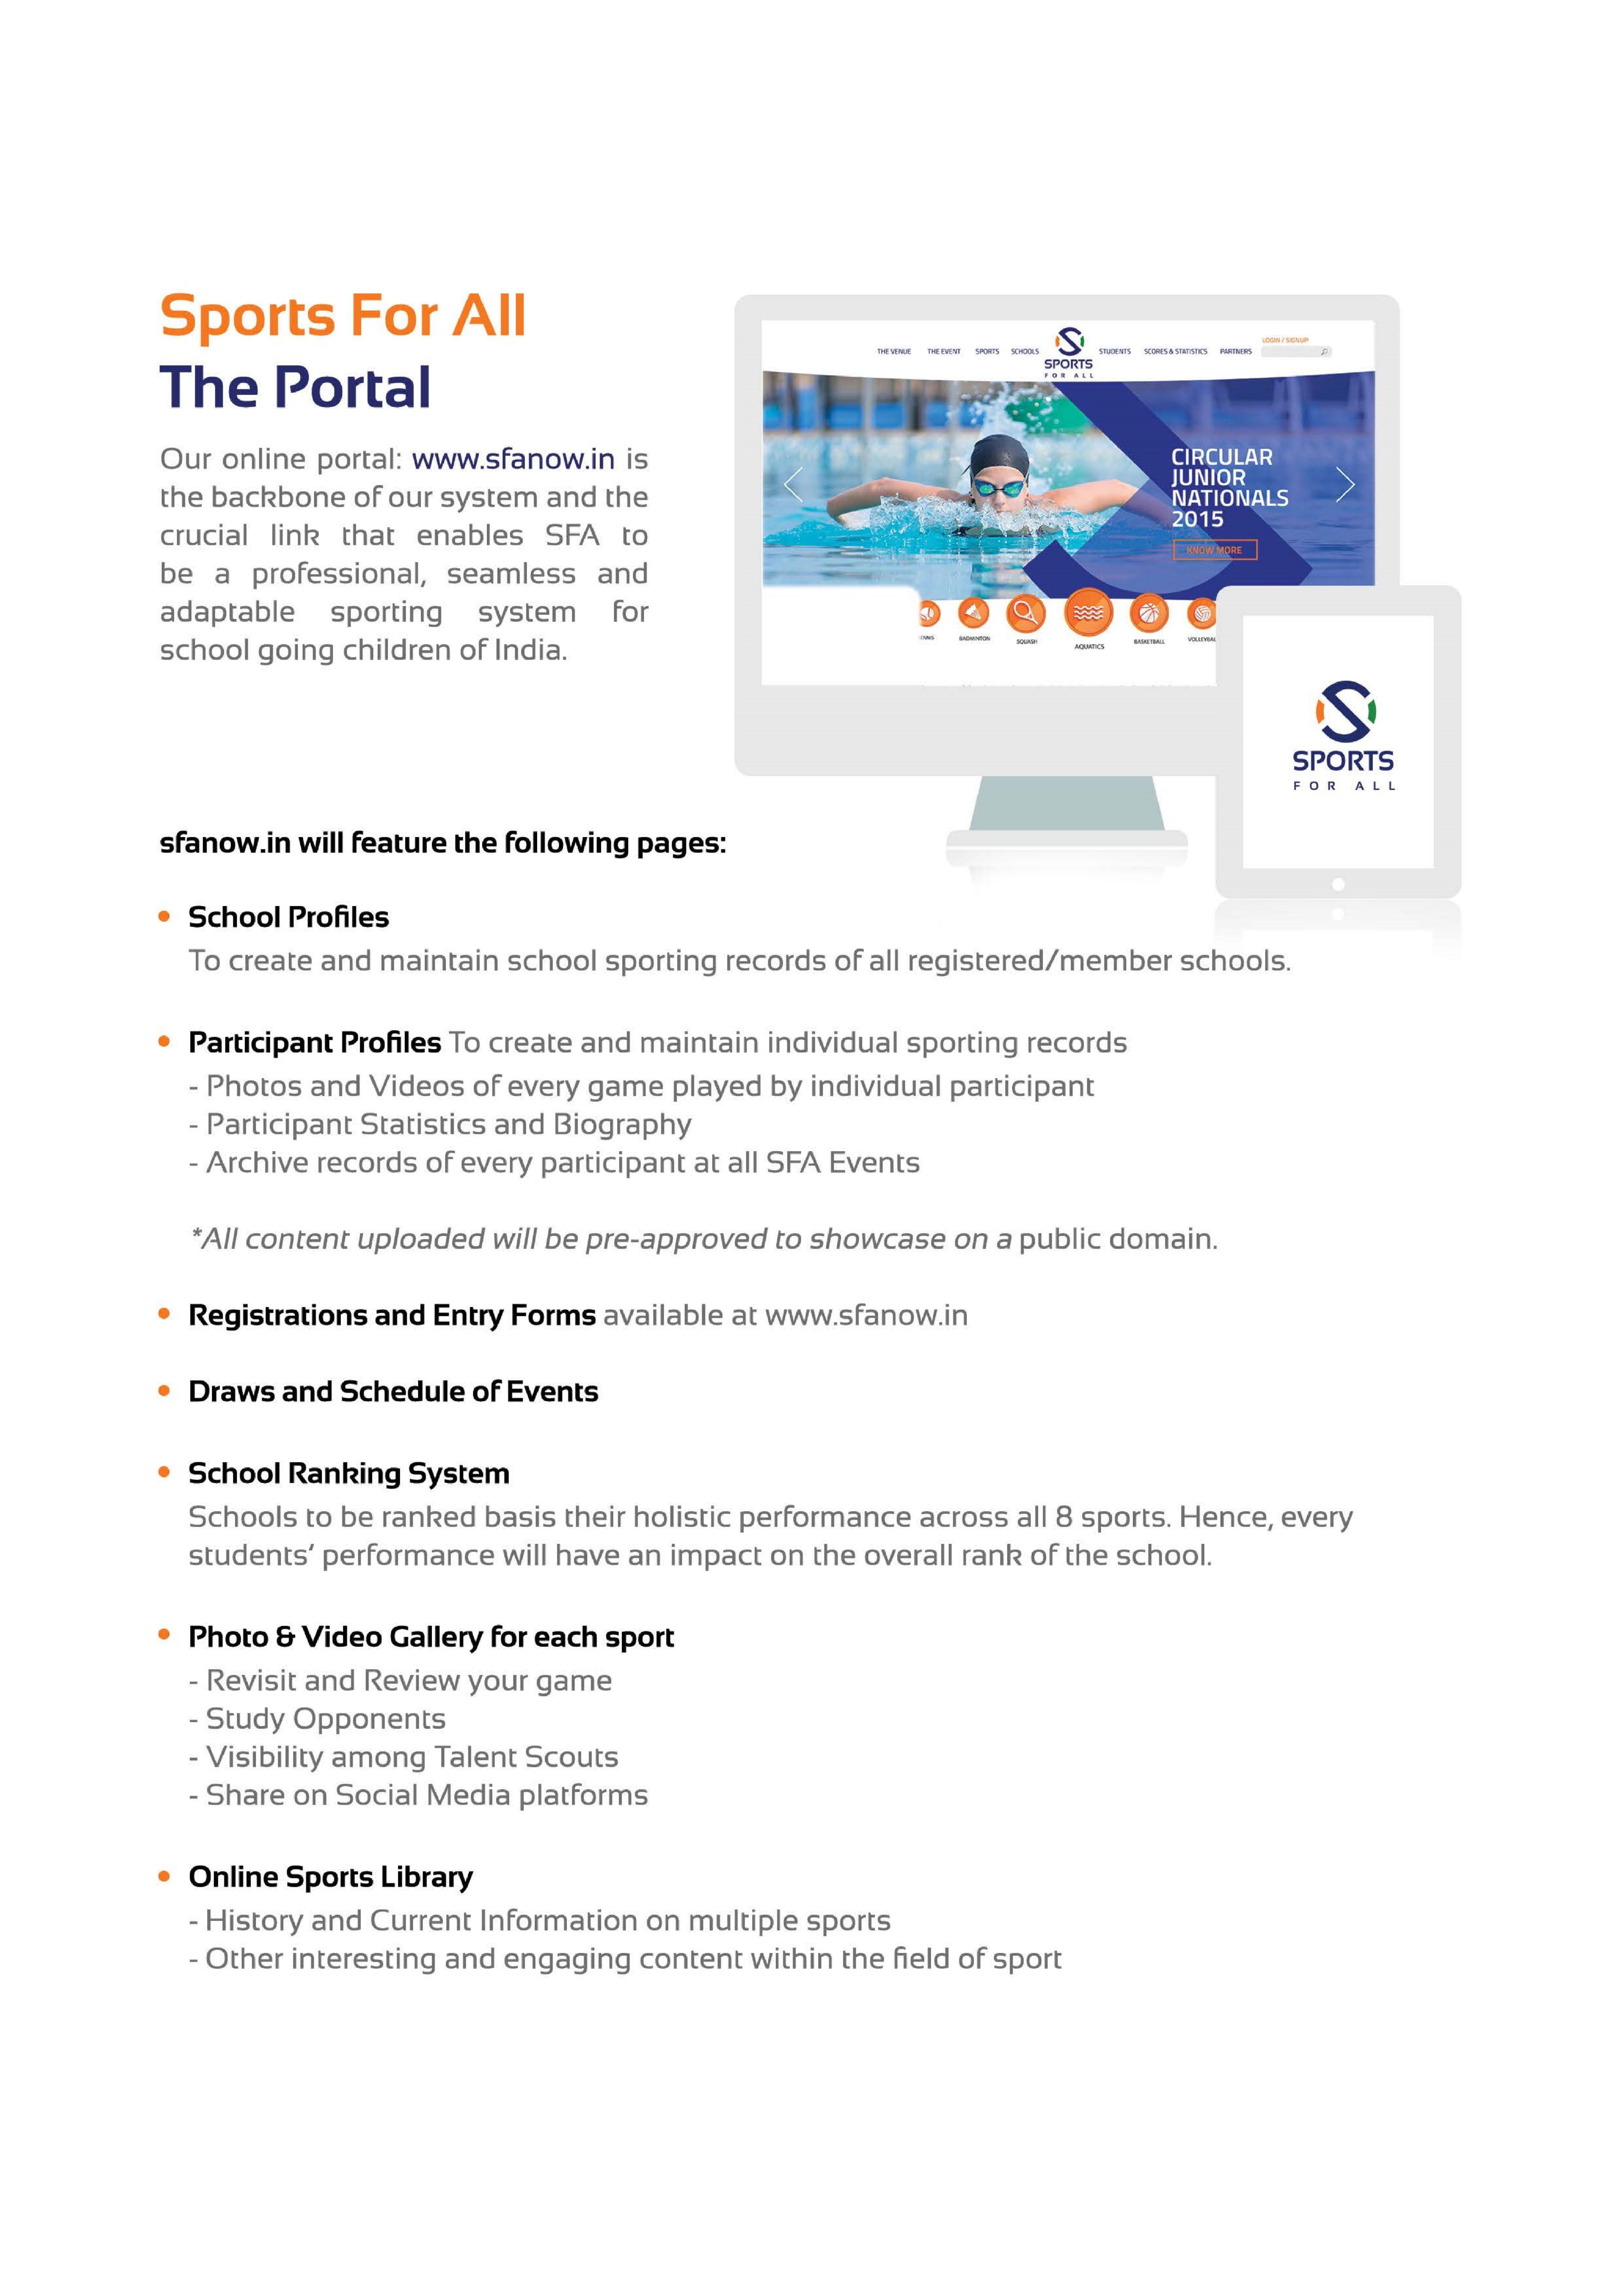 Sports For All
The Portal
Our online portal: www.sfanow.in is
the backbone of our system and the
crucial link that enables SFA to
be a professional, seamless and
adaptable sporting system for
school going children of India.
THE VENUE THE EVENT SPORTS SCHOOLS STUDENTS SCORES & STATISTICS PARTNERS
LOGIN / SIGNUP
SPORTS
FOR ALL
CIRCULAR
JUNIOR
NATIONALS
2015
KNOW MORE
BADMINTON SQUASH AQUATICS BASKETBALL
SPORTS
FOR ALL
sfanow.in will feature the following pages:
• School Profiles
To create and maintain school sporting records of all registered/member schools.
• Participant Profiles To create and maintain individual sporting records
- Photos and Videos of every game played by individual participant
- Participant Statistics and Biography
- Archive records of every participant at all SFA Events
*All content uploaded will be pre-approved to showcase on a public domain.
• Registrations and Entry Forms available at www.sfanow.in
• Draws and Schedule of Events
• School Ranking System
Schools to be ranked basis their holistic performance across all 8 sports. Hence, every
students' performance will have an impact on the overall rank of the school.
• Photo & Video Gallery for each sport
- Revisit and Review your game
- Study Opponents
- Visibility among Talent Scouts
- Share on Social Media platforms
• Online Sports Library
- History and Current Information on multiple sports
- Other interesting and engaging content within the field of sport